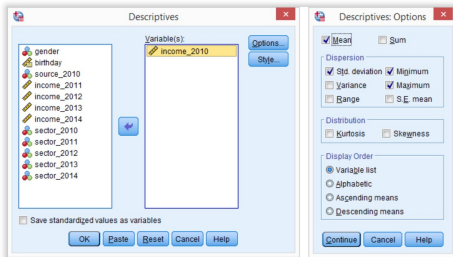 Descriptives
Variable(s):
gender
birthday
source_2010
income_2011
income_2012
income_2013
income_2014
sector_2010
sector_2011
sector_2012
sector_2013
sector_2014
income_2010
Options...
Style...
Save standardized values as variables
OK Paste Reset Cancel Help
Descriptives: Options
Mean Sum
Dispersion
Std. deviation Minimum
Variance Maximum
Range S.E. mean
Distribution
Kurtosis Skewness
Display Order
Variable list
Alphabetic
Ascending means
Descending means
Continue Cancel Help